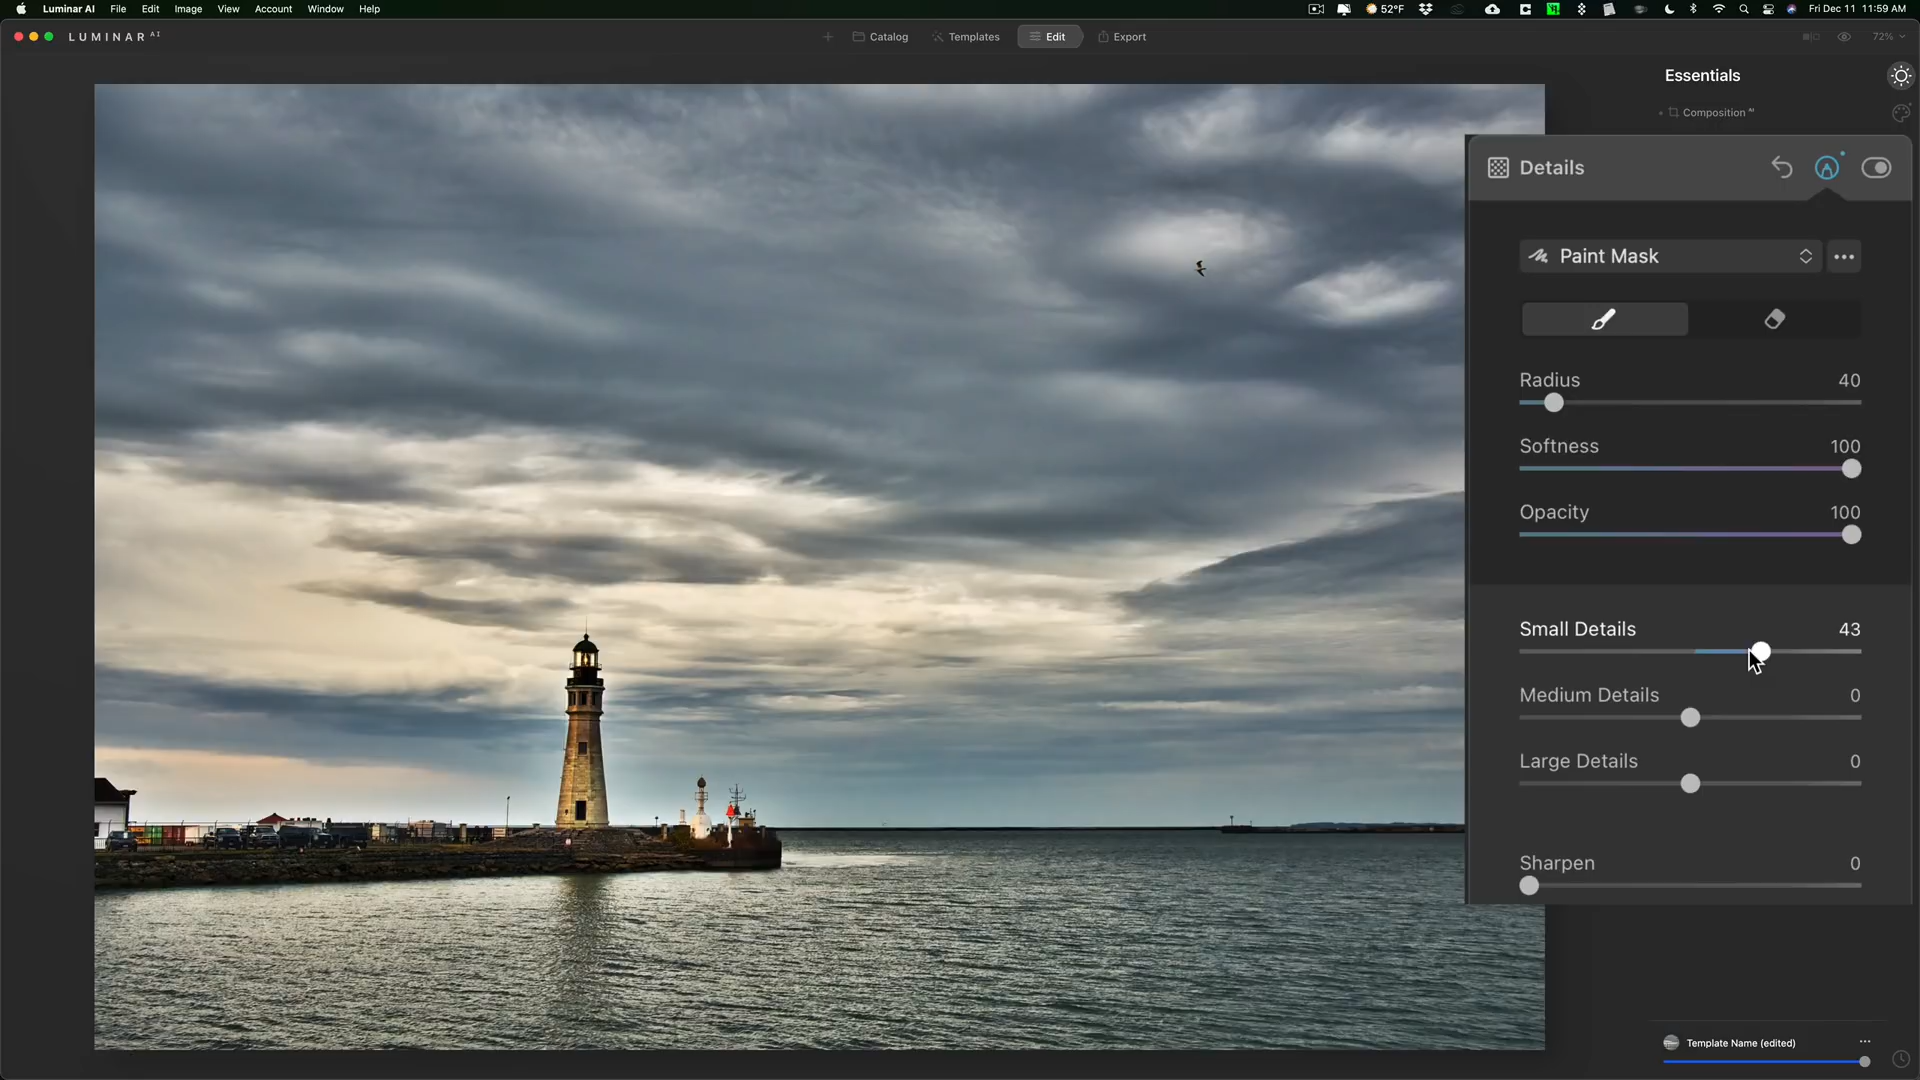 Luminar AI File Edit Image View Account Window Help 52°F Fri Dec 11 11:59 AM
LUMINAR AI Catalog Templates Edit Export 72%
Essentials
Composition AI
Details
Paint Mask
Radius 40
Softness 100
Opacity 100
Small Details 43
Medium Details 0
Large Details 0
Sharpen 0
Template Name (edited)